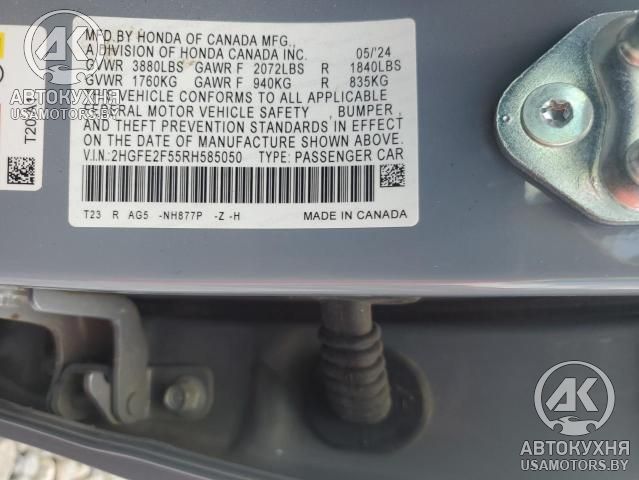 MFD.BY HONDA OF CANADA MFG.,
A DIVISION OF HONDA CANADA INC. 05/'24
GVWR 3880LBS GAWR F 2072LBS R 1840LBS
GVWR 1760KG GAWR F 940KG R 835KG
VEHICLE CONFORMS TO ALL APPLICABLE
MOTOR VEHICLE SAFETY , BUMPER ,
AND THEFT PREVENTION STANDARDS IN EFFECT
ON THE DATE OF MANUFACTURE SHOWN ABOVE.
V.I.N.:2HGFE2F55RH585050 TYPE: PASSENGER CAR
T23 R AG5 -NH877P -Z -H MADE IN CANADA
АК
АВТОКУХНЯ
USAMOTORS.BY
АК
АВТОКУХНЯ
USAMOTORS.BY